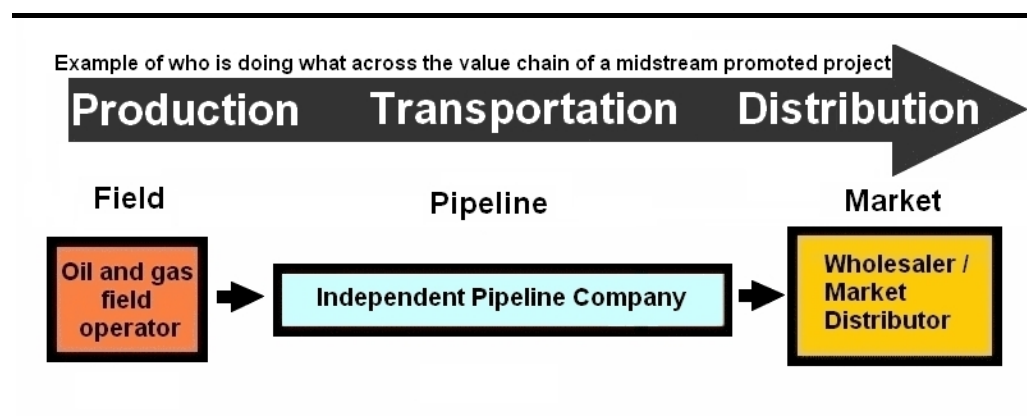 Example of who is doing what across the value chain of a midstream promoted project
Production Transportation Distribution
Field Pipeline Market
Oil and gas
field
operator
Independent Pipeline Company
Wholesaler /
Market
Distributor